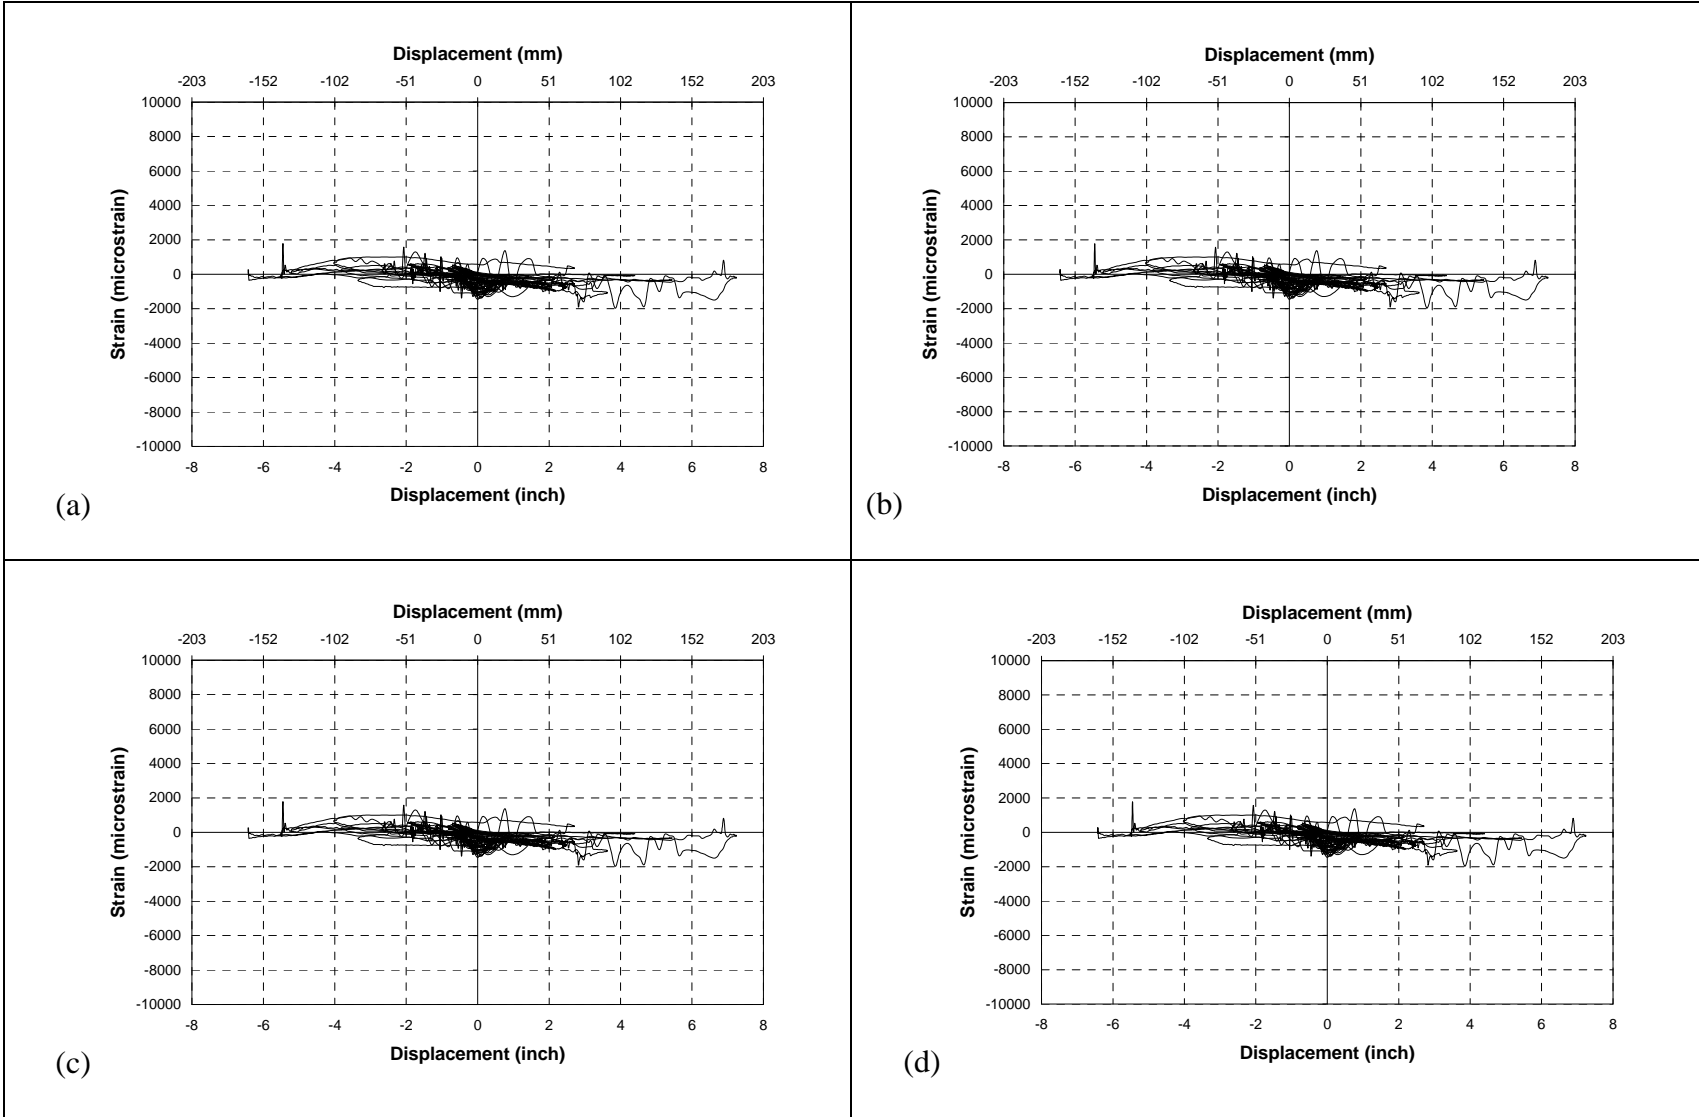 Displacement (mm)
-203 -152 -102 -51 0 51 102 152 203
10000
8000
6000
4000
2000
0
-2000
-4000
-6000
-8000
-10000
Strain (microstrain)
-8 -6 -4 -2 0 2 4 6 8
Displacement (inch)
(a)
Displacement (mm)
-203 -152 -102 -51 0 51 102 152 203
10000
8000
6000
4000
2000
0
-2000
-4000
-6000
-8000
-10000
Strain (microstrain)
-8 -6 -4 -2 0 2 4 6 8
Displacement (inch)
(b)
Displacement (mm)
-203 -152 -102 -51 0 51 102 152 203
10000
8000
6000
4000
2000
0
-2000
-4000
-6000
-8000
-10000
Strain (microstrain)
-8 -6 -4 -2 0 2 4 6 8
Displacement (inch)
(c)
Displacement (mm)
-203 -152 -102 -51 0 51 102 152 203
10000
8000
6000
4000
2000
0
-2000
-4000
-6000
-8000
-10000
Strain (microstrain)
-8 -6 -4 -2 0 2 4 6 8
Displacement (inch)
(d)